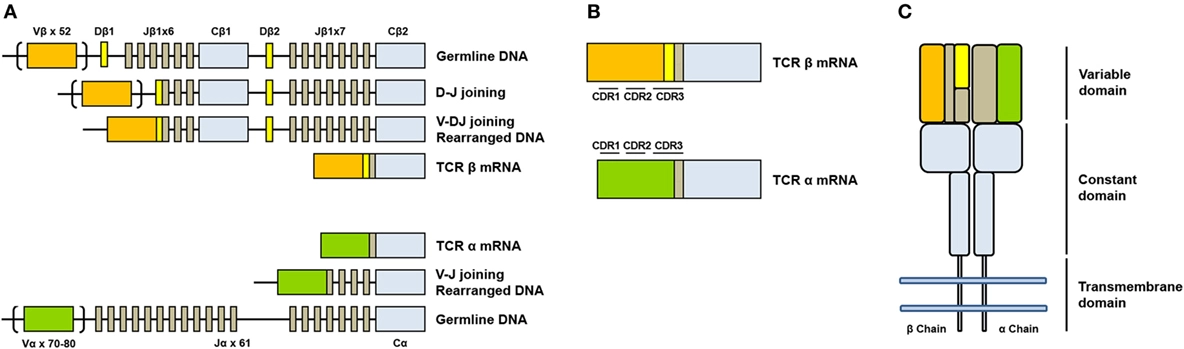 A
Vβ x 52 Dβ1 Jβ1x6 Cβ1 Dβ2 Jβ1x7 Cβ2
Germline DNA
D-J joining
V-DJ joining
Rearranged DNA
TCR β mRNA
TCR α mRNA
V-J joining
Rearranged DNA
Germline DNA
Vα x 70-80 Jα x 61 Cα
B
TCR β mRNA
CDR1 CDR2 CDR3
CDR1 CDR2 CDR3
TCR α mRNA
C
Variable
domain
Constant
domain
Transmembrane
domain
β Chain α Chain